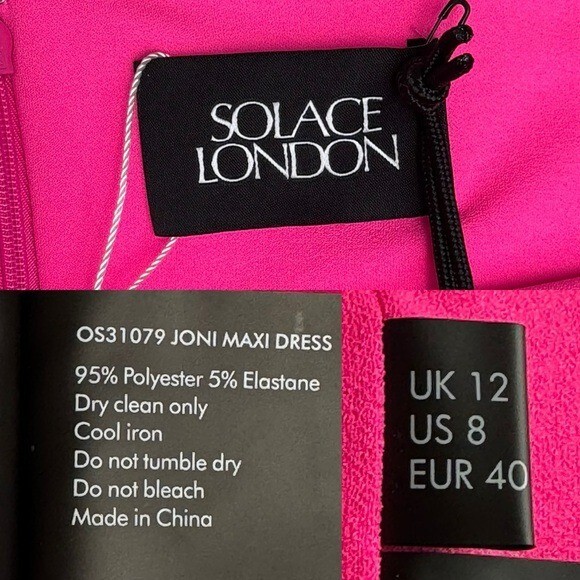 SOLACE
LONDON
OS31079 JONI MAXI DRESS
95% Polyester 5% Elastane
Dry clean only
Cool iron
Do not tumble dry
Do not bleach
Made in China
UK 12
US 8
EUR 40